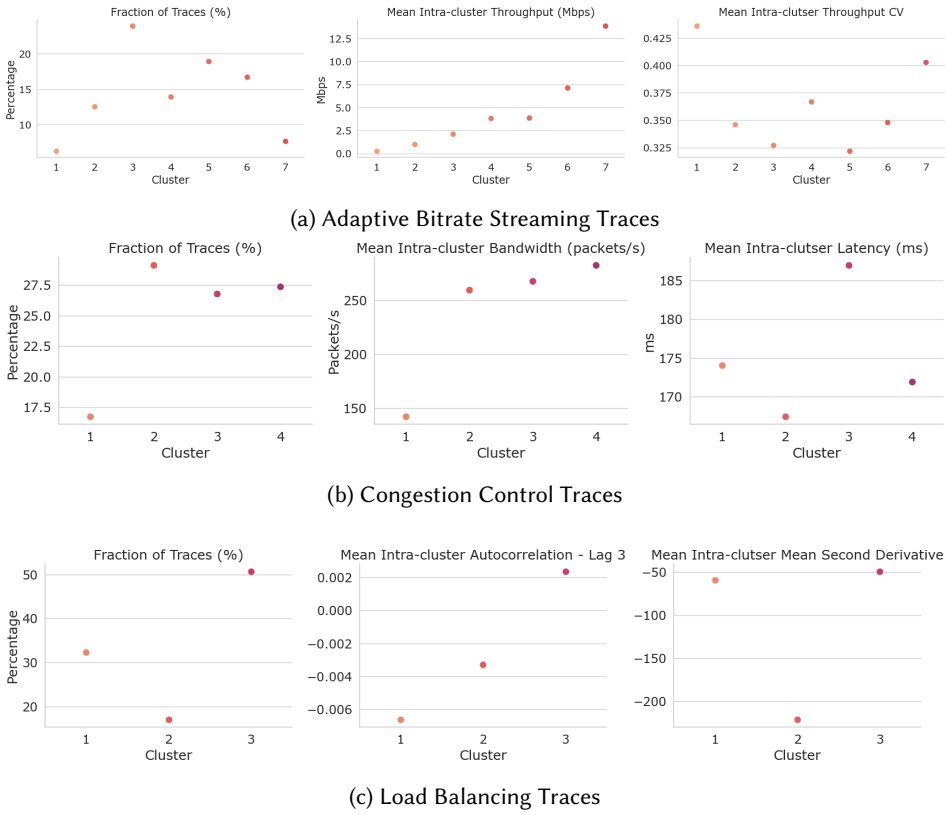 Fraction of Traces (%)
Percentage
20
15
10
1 2 3 4 5 6 7
Cluster
Mean Intra-cluster Throughput (Mbps)
Mbps
12.5
10.0
7.5
5.0
2.5
0.0
1 2 3 4 5 6 7
Cluster
Mean Intra-clutser Throughput CV
0.425
0.400
0.375
0.350
0.325
1 2 3 4 5 6 7
Cluster
(a) Adaptive Bitrate Streaming Traces
Fraction of Traces (%)
Percentage
27.5
25.0
22.5
20.0
17.5
1 2 3 4
Cluster
Mean Intra-cluster Bandwidth (packets/s)
Packets/s
250
200
150
1 2 3 4
Cluster
Mean Intra-clutser Latency (ms)
ms
185
180
175
170
1 2 3 4
Cluster
(b) Congestion Control Traces
Fraction of Traces (%)
Percentage
50
40
30
20
1 2 3
Cluster
Mean Intra-cluster Autocorrelation - Lag 3
0.002
0.000
−0.002
−0.004
−0.006
1 2 3
Cluster
Mean Intra-clutser Mean Second Derivative
−50
−100
−150
−200
1 2 3
Cluster
(c) Load Balancing Traces